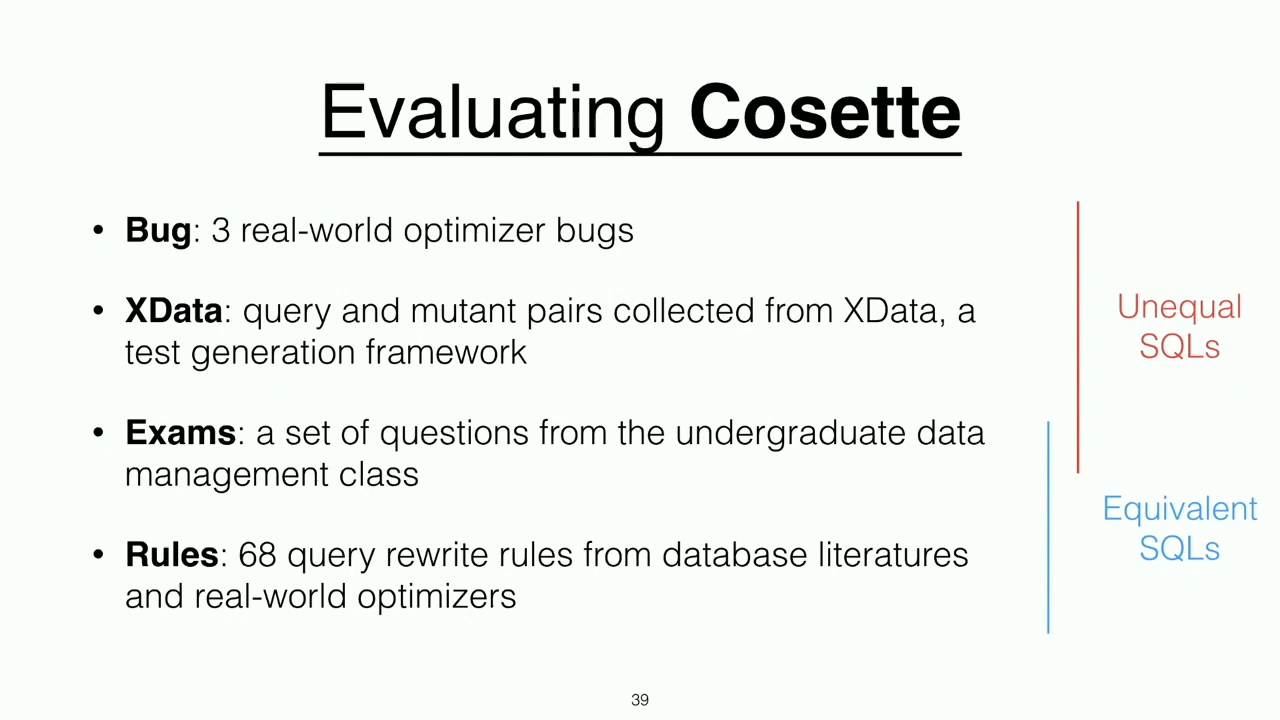 Evaluating Cosette
• Bug: 3 real-world optimizer bugs
• XData: query and mutant pairs collected from XData, a
test generation framework
Unequal
SQLs
• Exams: a set of questions from the undergraduate data
management class
• Rules: 68 query rewrite rules from database literatures
and real-world optimizers
Equivalent
SQLs
39